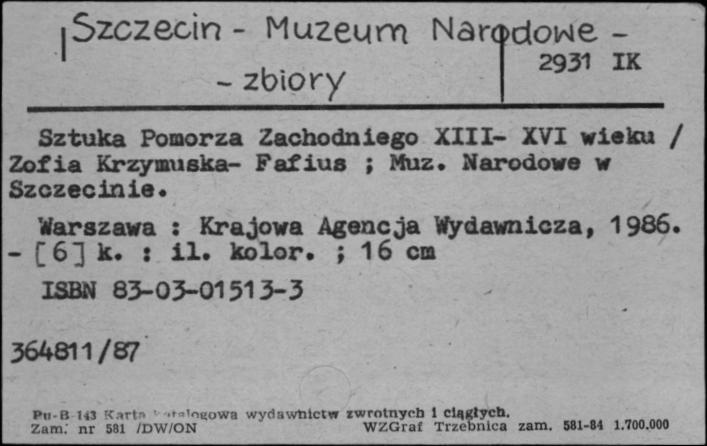 Szczecin - Muzeum Narodowe -
- zbiory
2931 IK
Sztuka Pomorza Zachodniego XIII- XVI wieku /
Zofia Krzymuska- Fafius ; Muz. Narodowe w
Szczecinie.
Warszawa : Krajowa Agencja Wydawnicza, 1986.
- [6] k. : il. kolor. ; 16 cm
ISBN 83-03-01513-3
364811/87
Pu-B-143 Karta katalogowa wydawnictw zwrotnych i ciągłych.
Zam. nr 581 /DW/ON WZGraf Trzebnica zam. 581-84 1.700.000